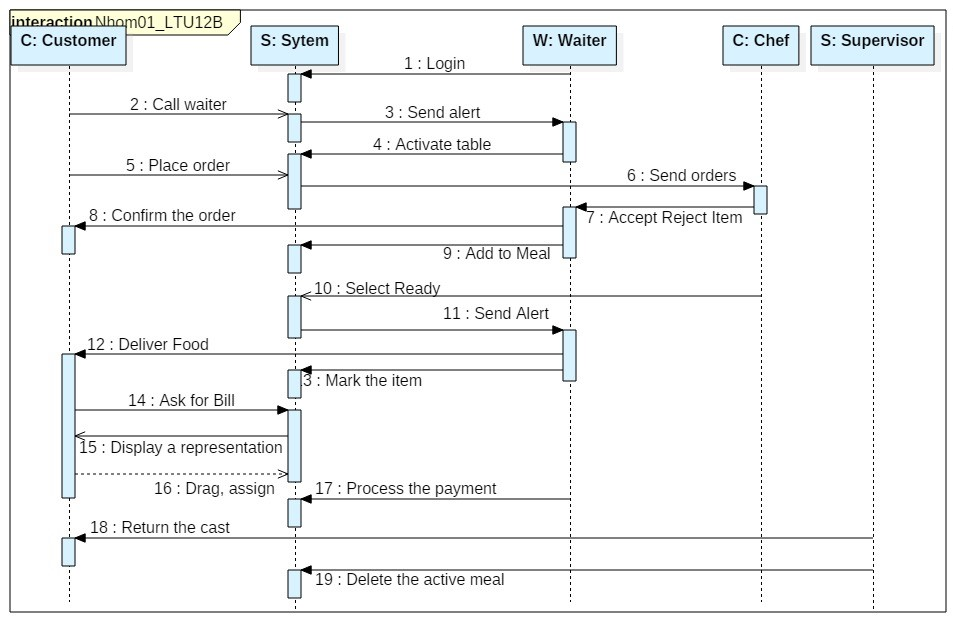 interaction Nhom01_LTU12B
C: Customer
S: Sytem
W: Waiter
C: Chef
S: Supervisor
1 : Login
2 : Call waiter
3 : Send alert
4 : Activate table
5 : Place order
6 : Send orders
7 : Accept Reject Item
8 : Confirm the order
9 : Add to Meal
10 : Select Ready
11 : Send Alert
12 : Deliver Food
3 : Mark the item
14 : Ask for Bill
15 : Display a representation
16 : Drag, assign
17 : Process the payment
18 : Return the cast
19 : Delete the active meal